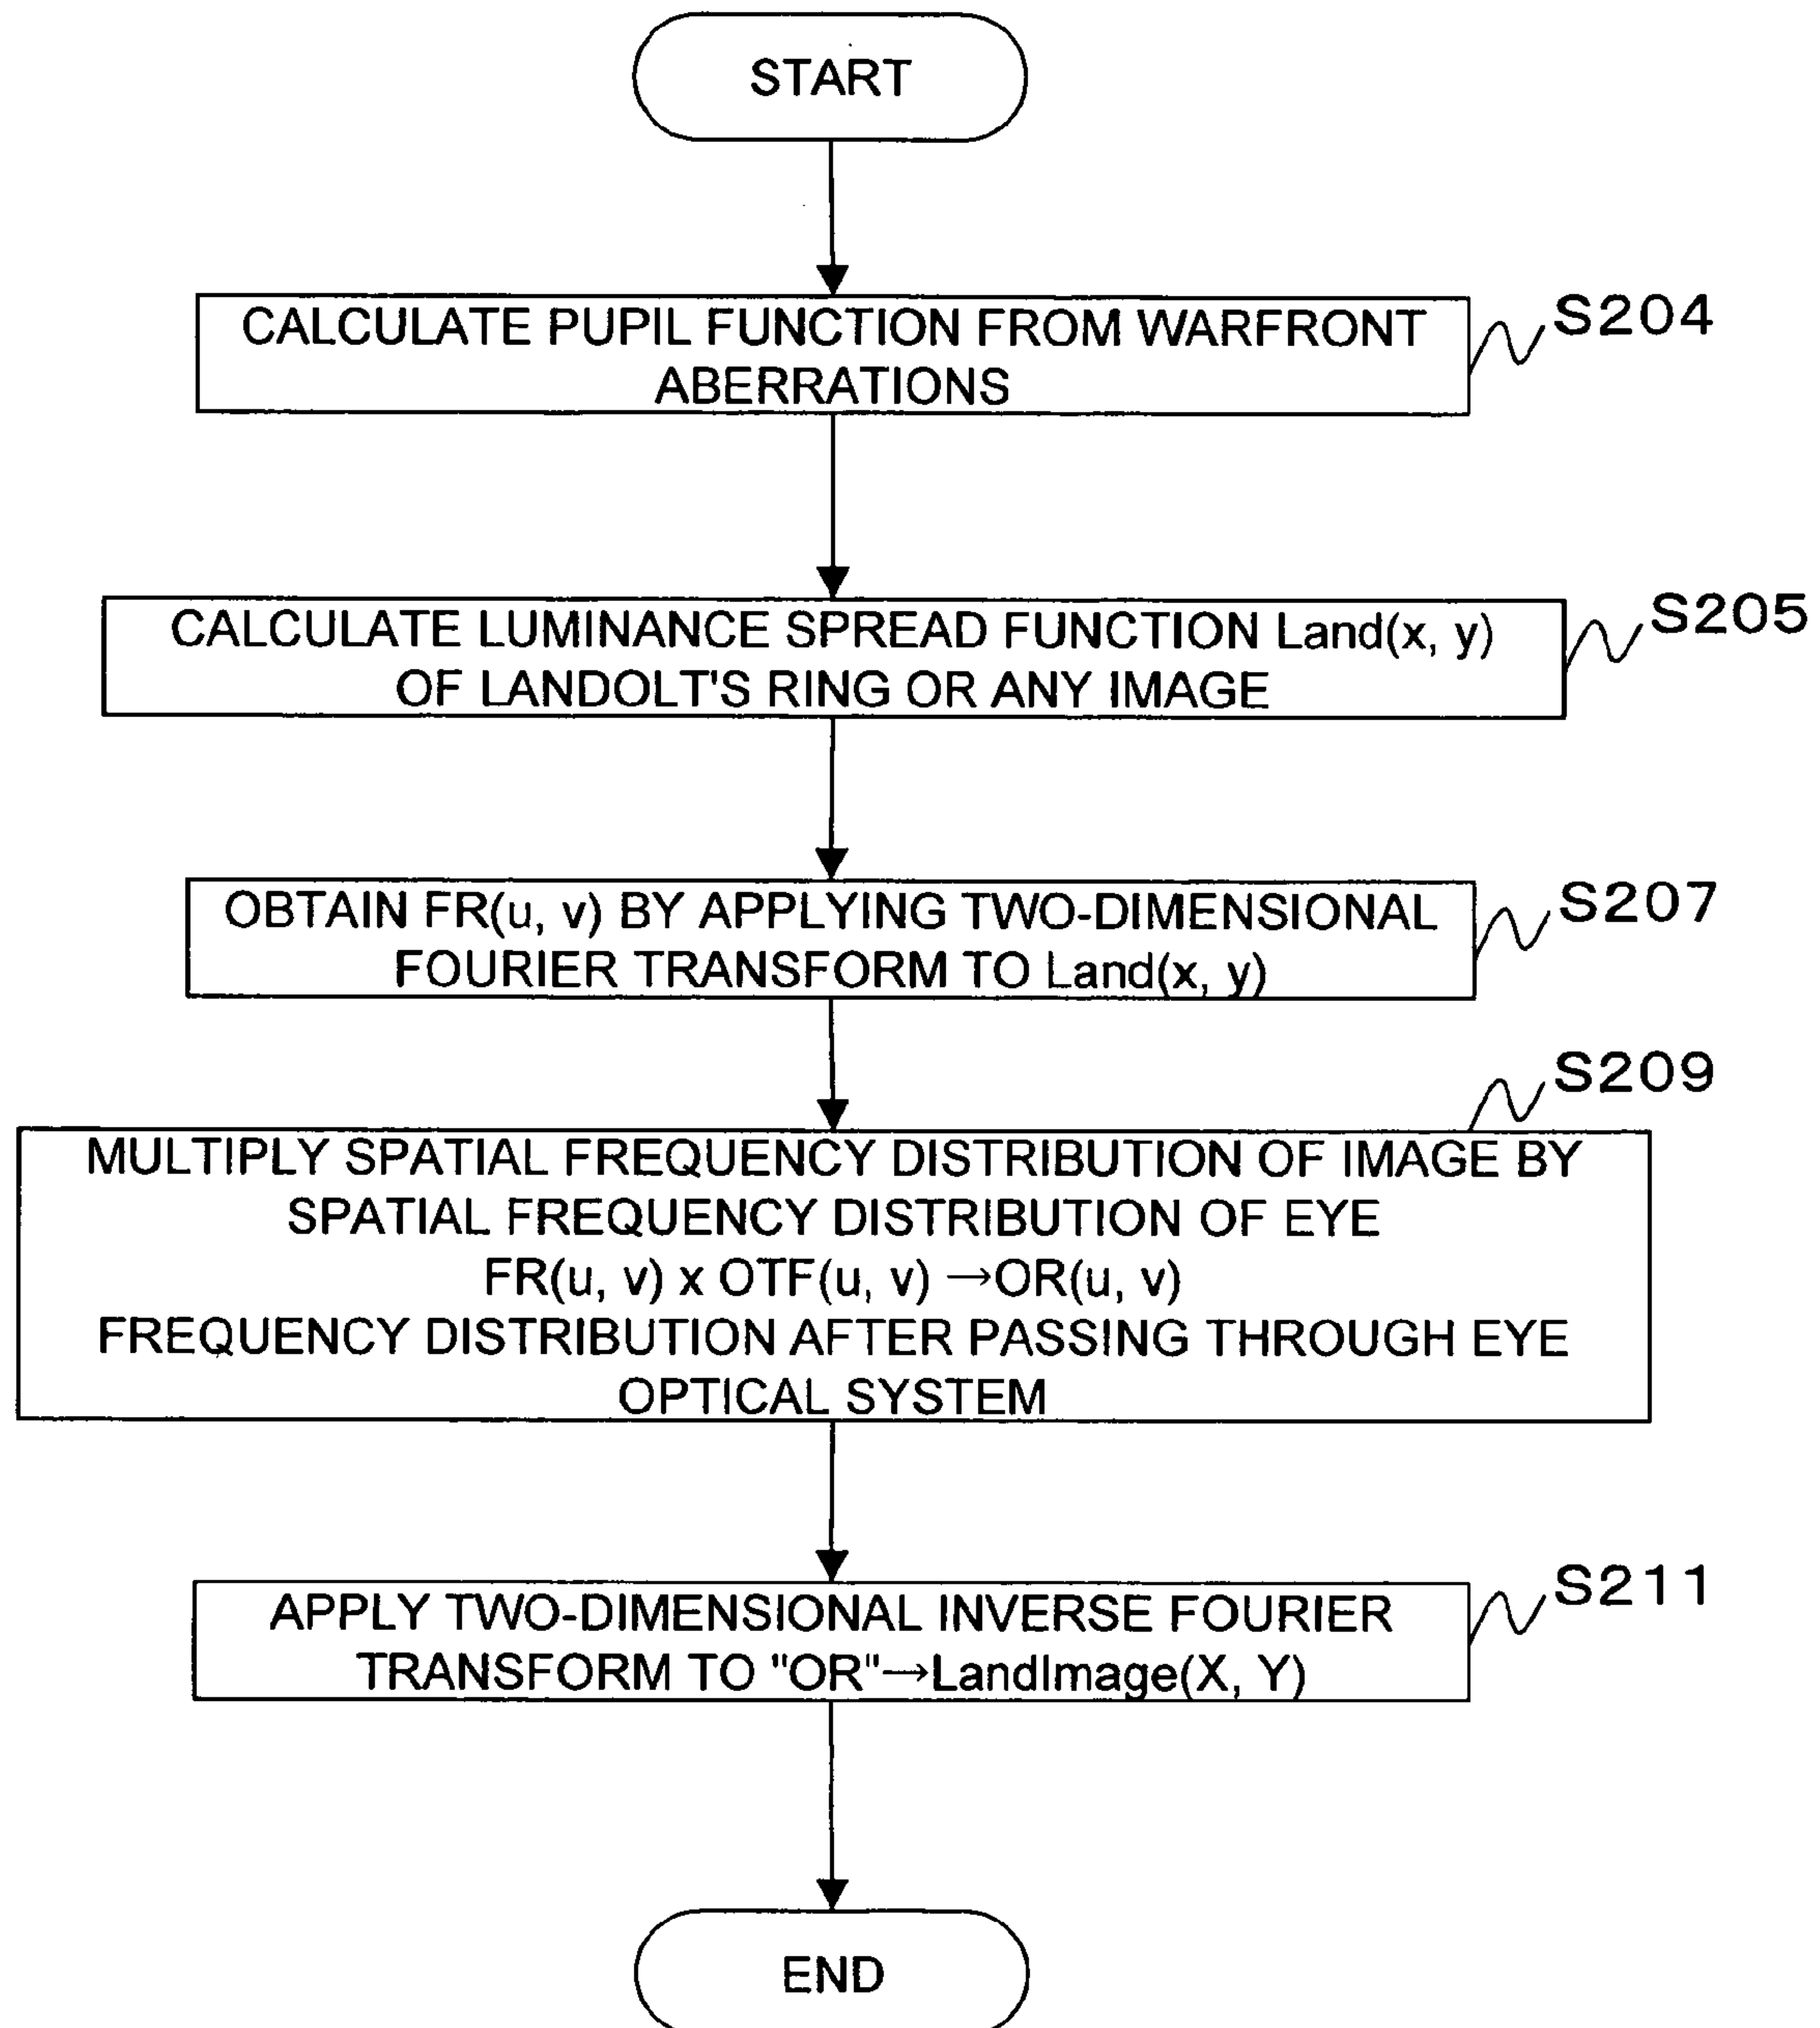 START
CALCULATE PUPIL FUNCTION FROM WARFRONT
ABERRATIONS
S204
CALCULATE LUMINANCE SPREAD FUNCTION Land(x, y)
OF LANDOLT'S RING OR ANY IMAGE
S205
OBTAIN FR(u, v) BY APPLYING TWO-DIMENSIONAL
FOURIER TRANSFORM TO Land(x, y)
S207
S209
MULTIPLY SPATIAL FREQUENCY DISTRIBUTION OF IMAGE BY
SPATIAL FREQUENCY DISTRIBUTION OF EYE
FR(u, v) x OTF(u, v) →OR(u, v)
FREQUENCY DISTRIBUTION AFTER PASSING THROUGH EYE
OPTICAL SYSTEM
APPLY TWO-DIMENSIONAL INVERSE FOURIER
TRANSFORM TO "OR"→LandImage(X, Y)
S211
END